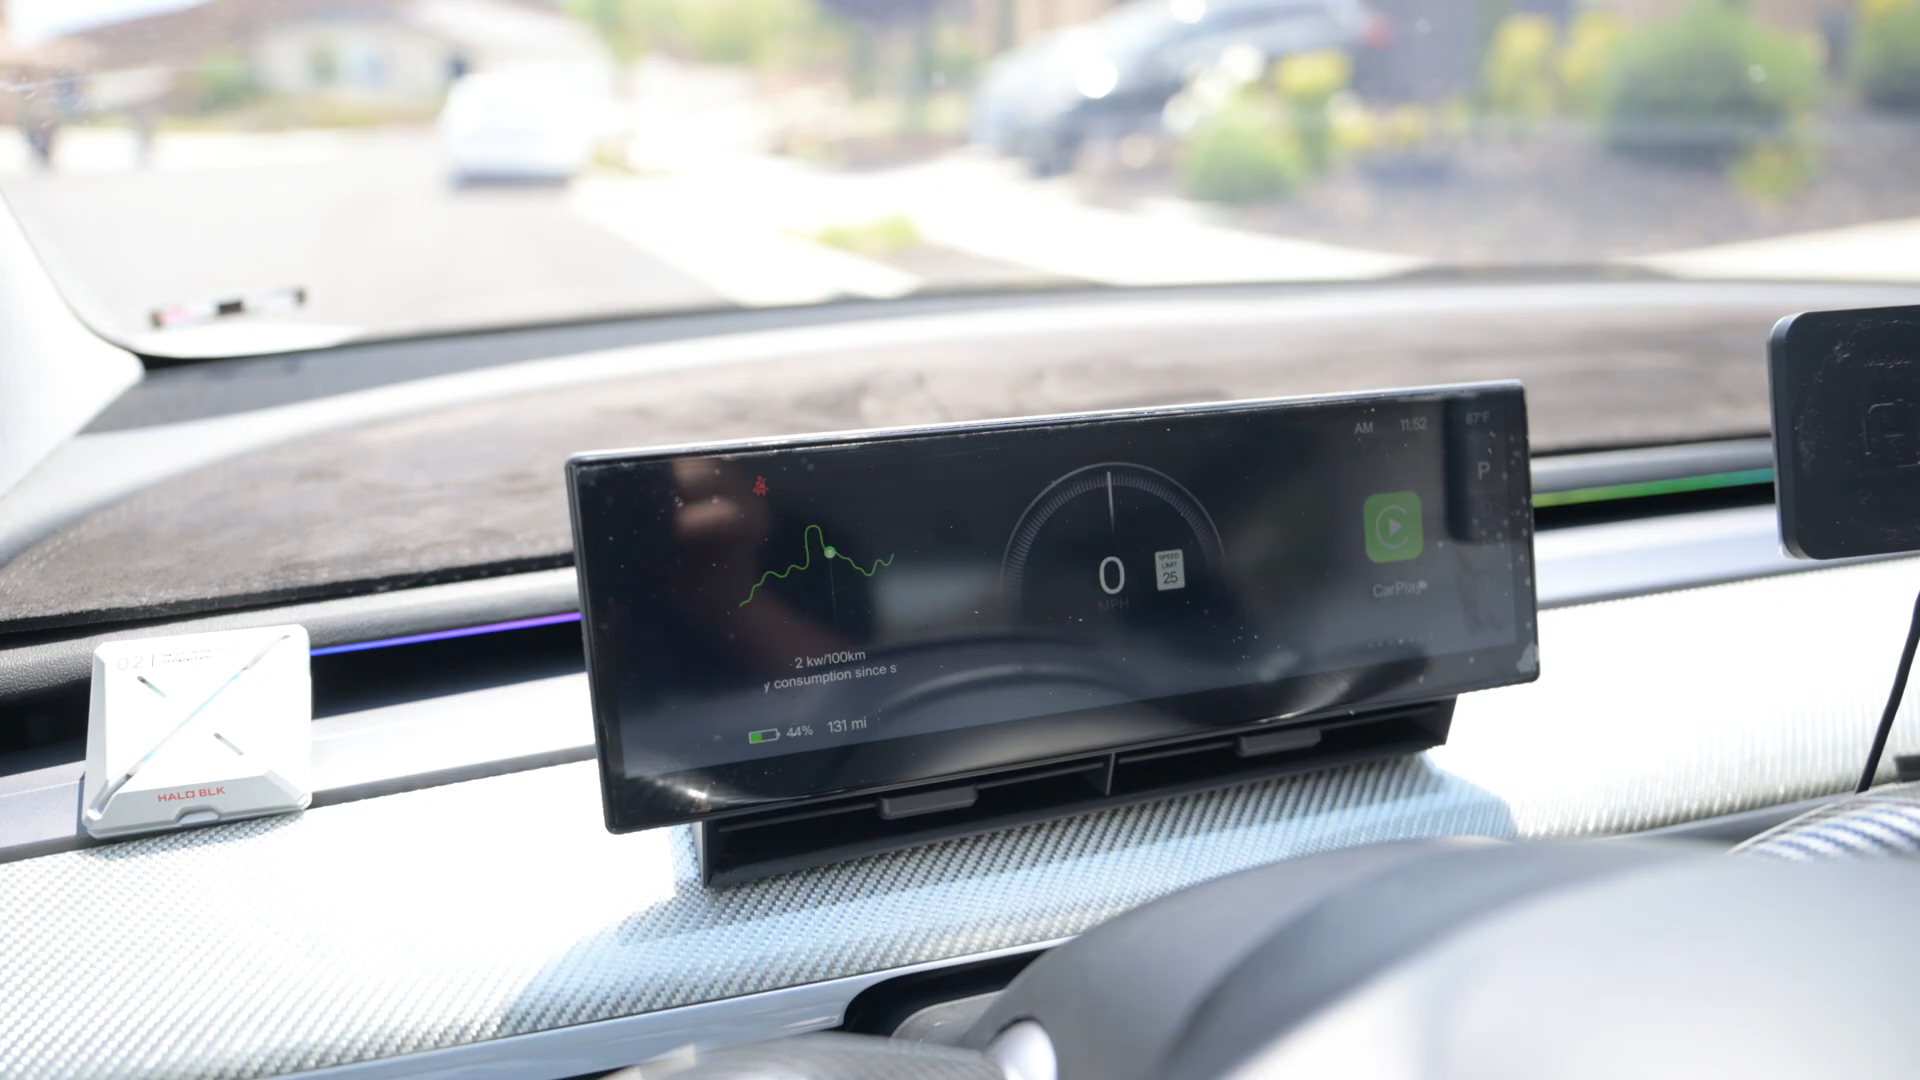 AM 11:52 87°F
P
SPEED
LIMIT
25
0
MPH
CarPlay
2 kw/100km
y consumption since s
44% 131 mi
02
HALO BLK